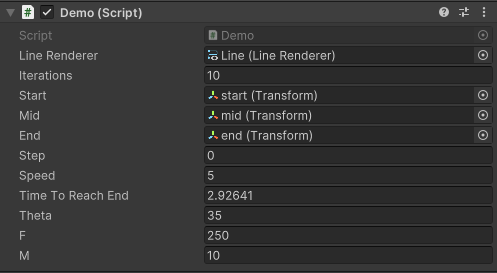 Demo (Script)
Script Demo
Line Renderer Line (Line Renderer)
Iterations 10
Start start (Transform)
Mid mid (Transform)
End end (Transform)
Step 0
Speed 5
Time To Reach End 2.92641
Theta 35
F 250
M 10